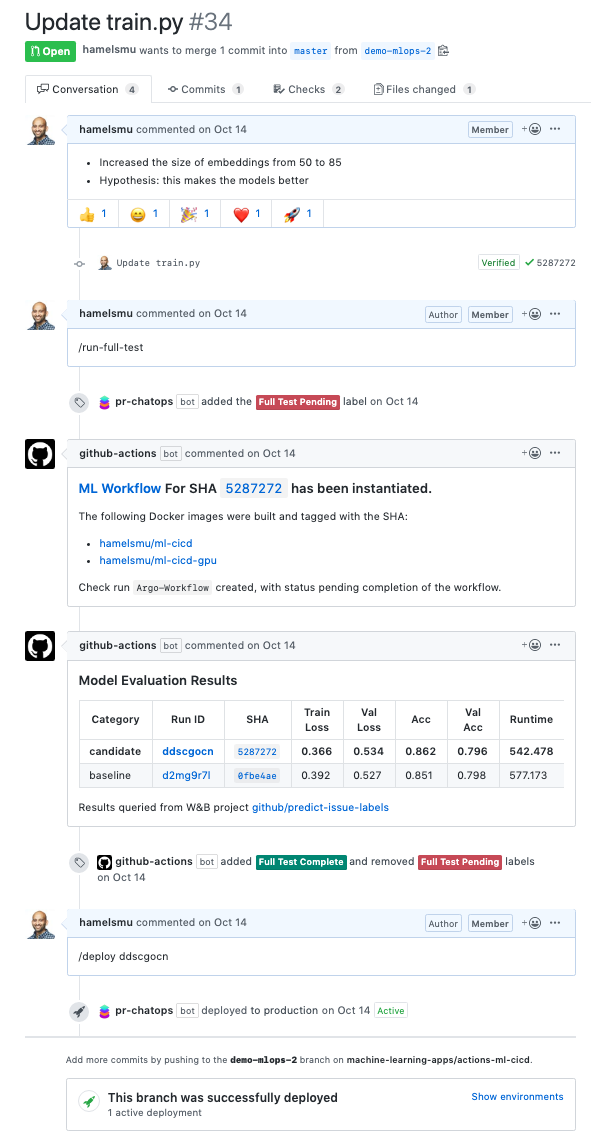 Update train.py #34
Open hamelsmu wants to merge 1 commit into master from demo-mlops-2
Conversation 4 Commits 1 Checks 2 Files changed 1
hamelsmu commented on Oct 14 Member
• Increased the size of embeddings from 50 to 85
• Hypothesis: this makes the models better
👍 1 😄 1 🎉 1 ❤️ 1 🚀 1
Update train.py Verified ✓ 5287272
hamelsmu commented on Oct 14 Author Member
/run-full-test
pr-chatops bot added the Full Test Pending label on Oct 14
github-actions bot commented on Oct 14
ML Workflow For SHA 5287272 has been instantiated.
The following Docker images were built and tagged with the SHA:
• hamelsmu/ml-cicd
• hamelsmu/ml-cicd-gpu
Check run Argo-Workflow created, with status pending completion of the workflow.
github-actions bot commented on Oct 14
Model Evaluation Results
Category Run ID SHA Train Loss Val Loss Acc Val Acc Runtime
candidate ddscgocn 5287272 0.366 0.534 0.862 0.796 542.478
baseline d2mg9r7l 0fbe4ae 0.392 0.527 0.851 0.798 577.173
Results queried from W&B project github/predict-issue-labels
github-actions bot added Full Test Complete and removed Full Test Pending labels
on Oct 14
hamelsmu commented on Oct 14 Author Member
/deploy ddscgocn
pr-chatops bot deployed to production on Oct 14 Active
Add more commits by pushing to the demo-mlops-2 branch on machine-learning-apps/actions-ml-cicd.
This branch was successfully deployed Show environments
1 active deployment